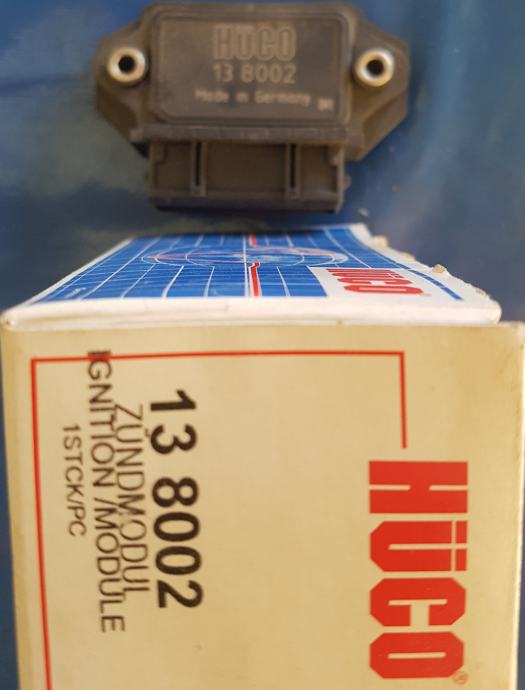 HÜCO
13 8002
Made in Germany
HÜCO
HÜCO®
13 8002
ZÜNDMODUL
IGNITION /MODULE
1STCK/PC